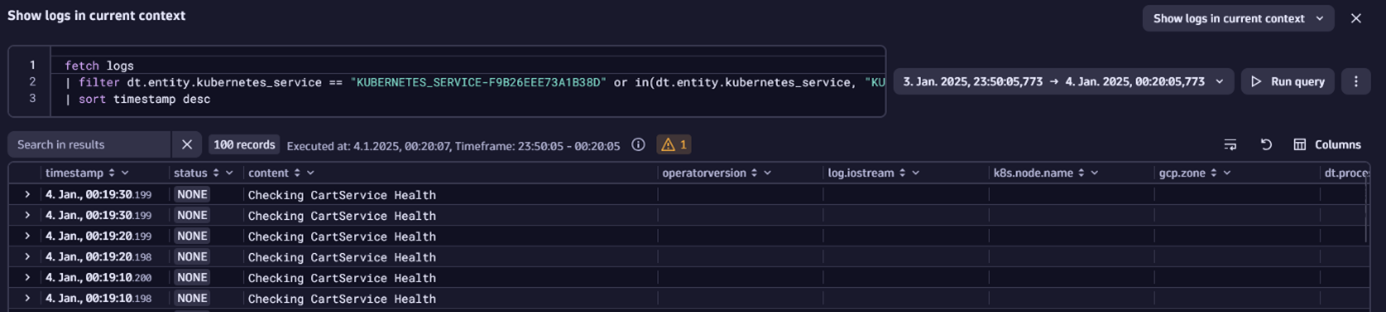 Show logs in current context
Show logs in current context
1 fetch logs
2 | filter dt.entity.kubernetes_service == "KUBERNETES_SERVICE-F9B26EEE73A1B38D" or in(dt.entity.kubernetes_service, "KU
3 | sort timestamp desc
3. Jan. 2025, 23:50:05,773 → 4. Jan. 2025, 00:20:05,773
Run query
Search in results 100 records Executed at: 4.1.2025, 00:20:07, Timeframe: 23:50:05 - 00:20:05 1 Columns
timestamp status content operatorversion log.iostream k8s.node.name gcp.zone dt.proce
4. Jan., 00:19:30.199 NONE Checking CartService Health
4. Jan., 00:19:30.199 NONE Checking CartService Health
4. Jan., 00:19:20.199 NONE Checking CartService Health
4. Jan., 00:19:20.198 NONE Checking CartService Health
4. Jan., 00:19:10.200 NONE Checking CartService Health
4. Jan., 00:19:10.198 NONE Checking CartService Health